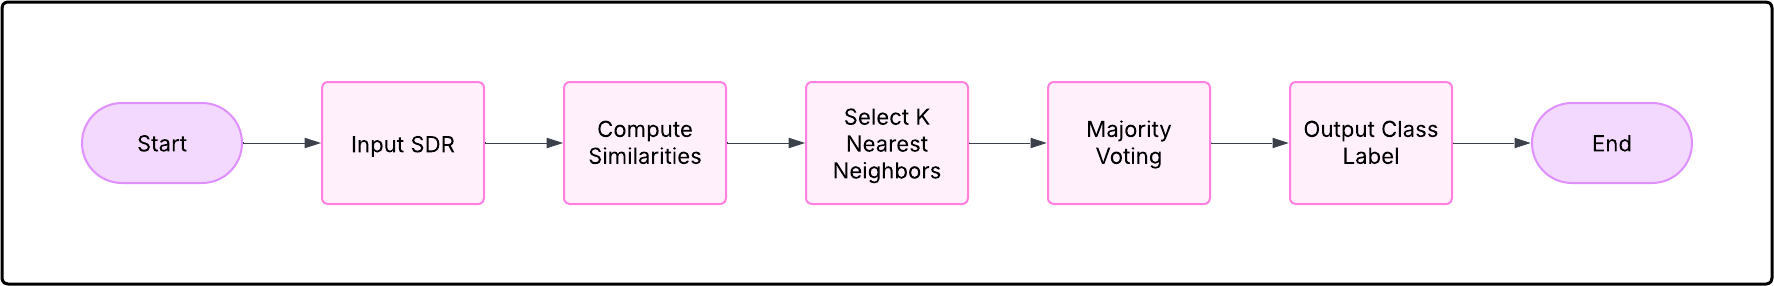 Start
Input SDR
Compute
Similarities
Select K
Nearest
Neighbors
Majority
Voting
Output Class
Label
End